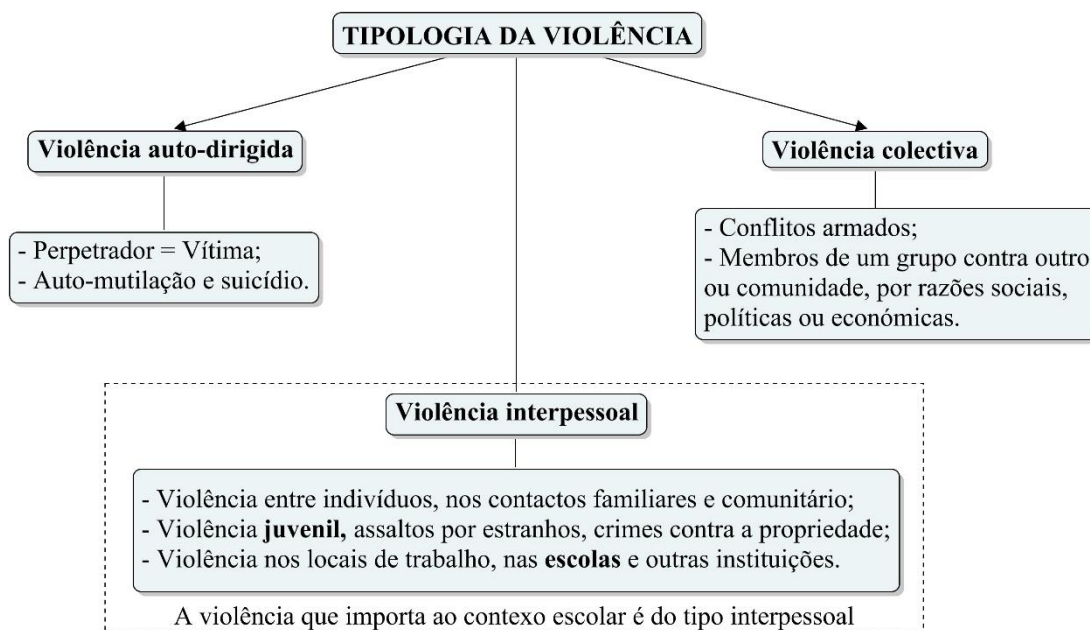 TIPOLOGIA DA VIOLÊNCIA
Violência auto-dirigida
- Perpetrador = Vítima;
- Auto-mutilação e suicídio.
Violência colectiva
- Conflitos armados;
- Membros de um grupo contra outro
ou comunidade, por razões sociais,
políticas ou económicas.
Violência interpessoal
- Violência entre indivíduos, nos contactos familiares e comunitário;
- Violência juvenil, assaltos por estranhos, crimes contra a propriedade;
- Violência nos locais de trabalho, nas escolas e outras instituições.
A violência que importa ao contexo escolar é do tipo interpessoal